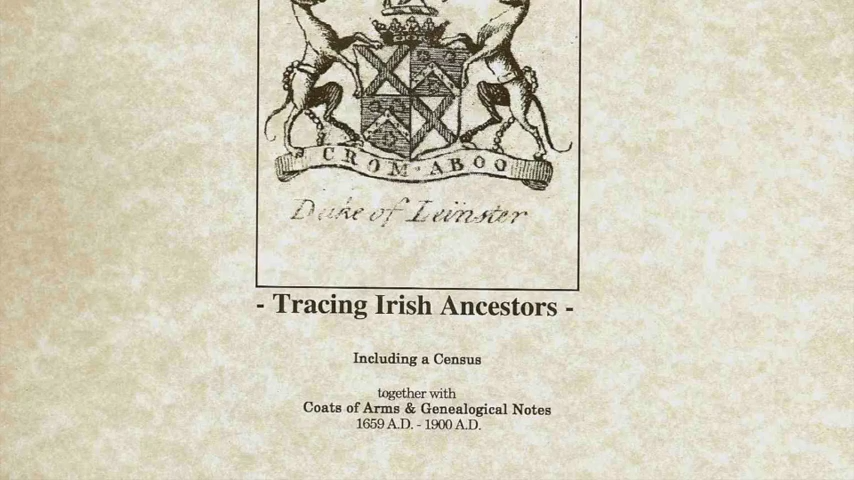 CROM·ABOO
Duke of Leinster
- Tracing Irish Ancestors -
Including a Census
together with
Coats of Arms & Genealogical Notes
1659 A.D. - 1900 A.D.